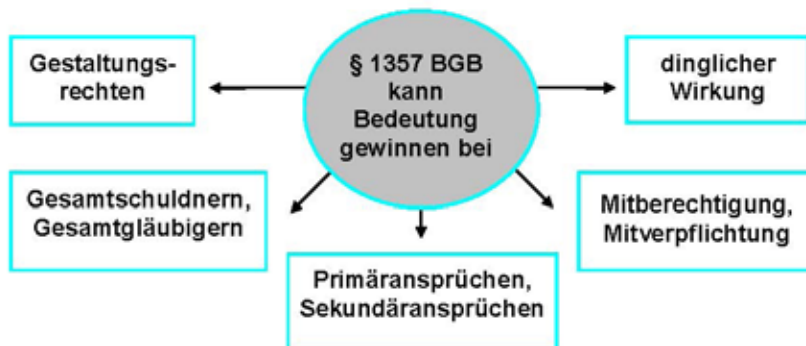 § 1357 BGB
kann
Bedeutung
gewinnen bei
Gestaltungs-
rechten
dinglicher
Wirkung
Gesamtschuldnern,
Gesamtgläubigern
Mitberechtigung,
Mitverpflichtung
Primäransprüchen,
Sekundäransprüchen